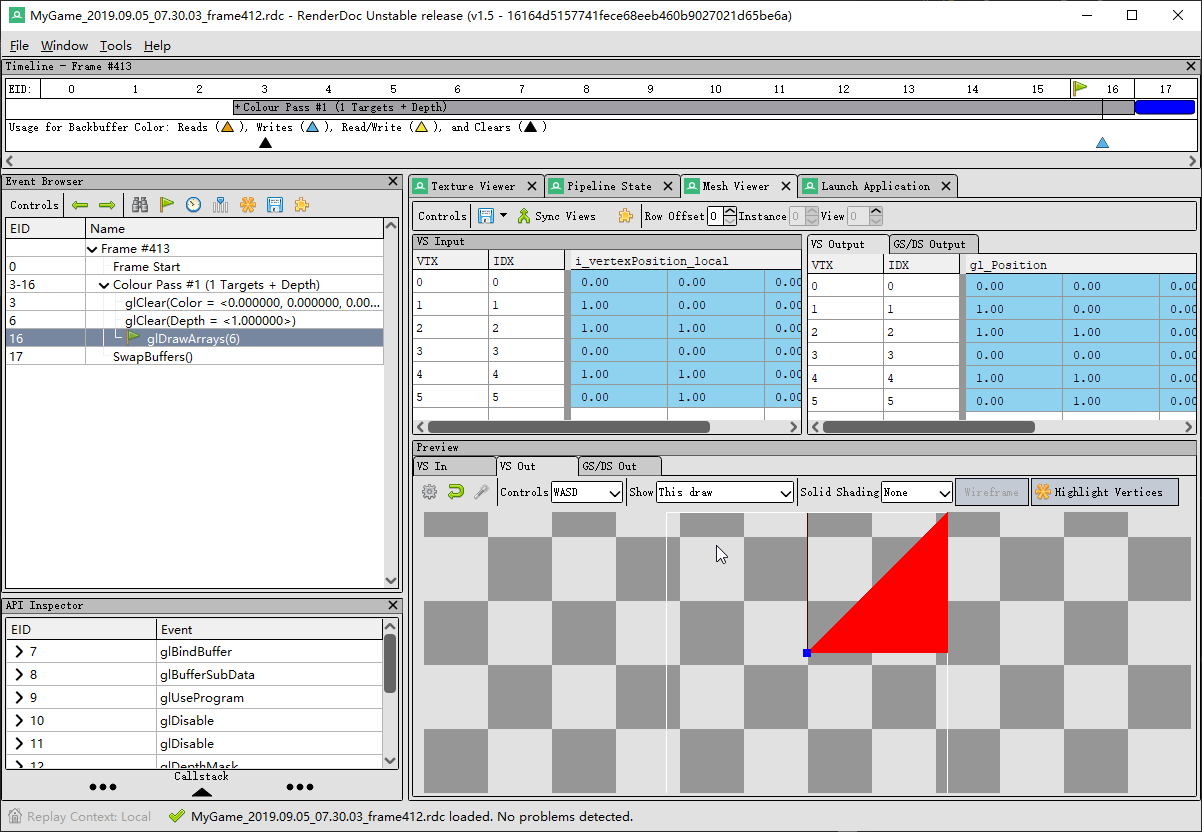 MyGame_2019.09.05_07.30.03_frame412.rdc - RenderDoc Unstable release (v1.5 - 16164d5157741fece68eeb460b9027021d65be6a)
File Window Tools Help
Timeline - Frame #413
EID: 0 1 2 3 4 5 6 7 8 9 10 11 12 13 14 15 16 17
+ Colour Pass #1 (1 Targets + Depth)
Usage for Backbuffer Color: Reads ( ), Writes ( ), Read/Write ( ), and Clears ( )
Event Browser
Controls
EID Name
Frame #413
0 Frame Start
3-16 Colour Pass #1 (1 Targets + Depth)
3 glClear(Color = <0.000000, 0.000000, 0.00...
6 glClear(Depth = <1.000000>)
16 glDrawArrays(6)
17 SwapBuffers()
API Inspector
EID Event
7 glBindBuffer
8 glBufferSubData
9 glUseProgram
10 glDisable
11 glDisable
12 glDepthMask
Callstack
Texture Viewer Pipeline State Mesh Viewer Launch Application
Controls Sync Views Row Offset 0 Instance 0 View 0
VS Input
VTX IDX i_vertexPosition_local
0 0 0.00 0.00 0.00
1 1 1.00 0.00 0.00
2 2 1.00 1.00 0.00
3 3 0.00 0.00 0.00
4 4 1.00 1.00 0.00
5 5 0.00 1.00 0.00
VS Output GS/DS Output
VTX IDX gl_Position
0 0 0.00 0.00 0.00
1 1 1.00 0.00 0.00
2 2 1.00 1.00 0.00
3 3 0.00 0.00 0.00
4 4 1.00 1.00 0.00
5 5 0.00 1.00 0.00
Preview
VS In VS Out GS/DS Out
Controls WASD Show This draw Solid Shading None Wireframe Highlight Vertices
Replay Context: Local MyGame_2019.09.05_07.30.03_frame412.rdc loaded. No problems detected.